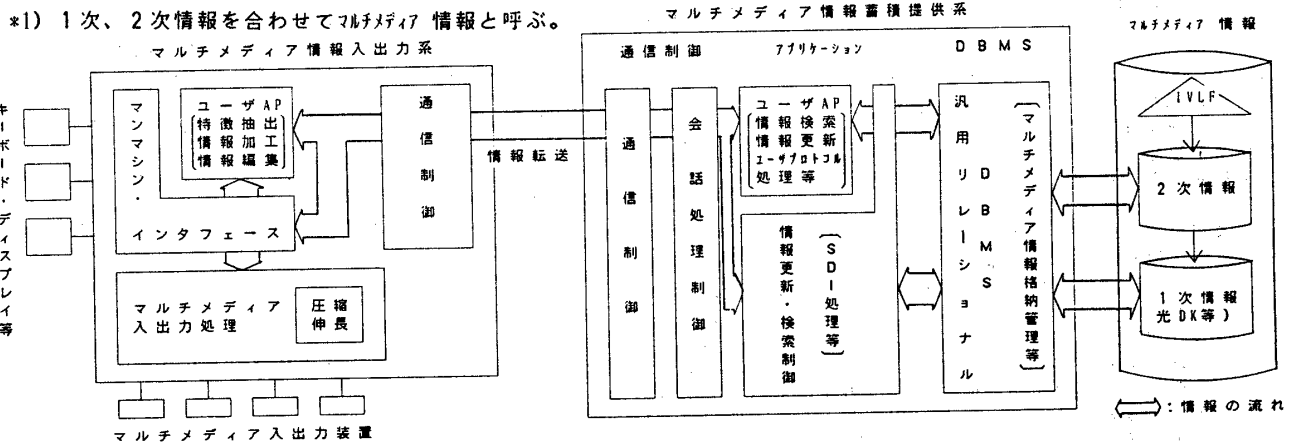 *1) 1次、2次情報を合わせてマルチメディア 情報と呼ぶ。
マルチメディア情報入出力系
キーボード・ディスプレイ等
マンマシン・
インタフェース
ユーザAP
特徴抽出
情報加工
情報編集
通信制御
マルチメディア
入出力処理
圧縮
伸長
マルチメディア入出力装置
情報転送
マルチメディア情報蓄積提供系
通信制御
アプリケーション
DBMS
通信制御
会話処理制御
ユーザAP
情報検索
情報更新
ユーザプロトコル
処理等
情報更新・検索制御
(SDI処理等)
汎用リレーショナル
DBMS
(マルチメディア情報格納管理等)
マルチメディア 情報
IVLF
2次情報
1次情報
光DK等)
:情報の流れ